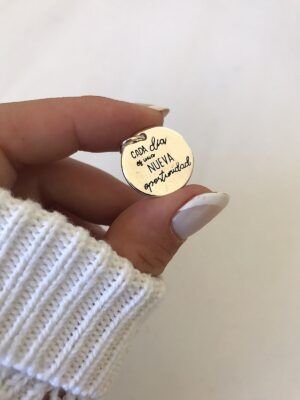 CADA día
es una
NUEVA
oportunidad